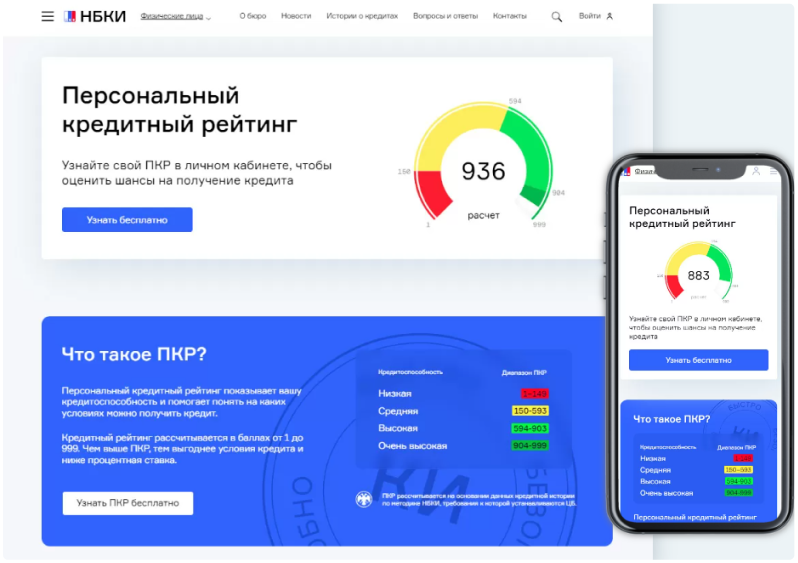 НБКИ
Физические лица
О бюро
Новости
Истории о кредитах
Вопросы и ответы
Контакты
Войти
Персональный
кредитный рейтинг
Узнайте свой ПКР в личном кабинете, чтобы
оценить шансы на получение кредита
Узнать бесплатно
594
150
936
904
расчет
1
999
Что такое ПКР?
Персональный кредитный рейтинг показывает вашу
кредитоспособность и помогает понять на каких
условиях можно получить кредит.
Кредитный рейтинг рассчитывается в баллах от 1 до
999. Чем выше ПКР, тем выгоднее условия кредита и
ниже процентная ставка.
Узнать ПКР бесплатно
Кредитоспособность
Диапазон ПКР
Низкая
1-149
Средняя
150-593
Высокая
594-903
Очень высокая
904-999
ПКР рассчитывается на основании данных кредитной истории
по методике НБКИ, требования к которой устанавливаются ЦБ.
КИ
Персональный
кредитный рейтинг
883
расчет
Узнайте свой ПКР в личном кабинете,
чтобы оценить шансы на получение
кредита
Узнать бесплатно
Что такое ПКР?
БЫСТРО
КИ
Кредитоспособность
Диапазон ПКР
Низкая
1-149
Средняя
150-593
Высокая
594-903
Очень высокая
904-999
Персональный кредитный рейтинг